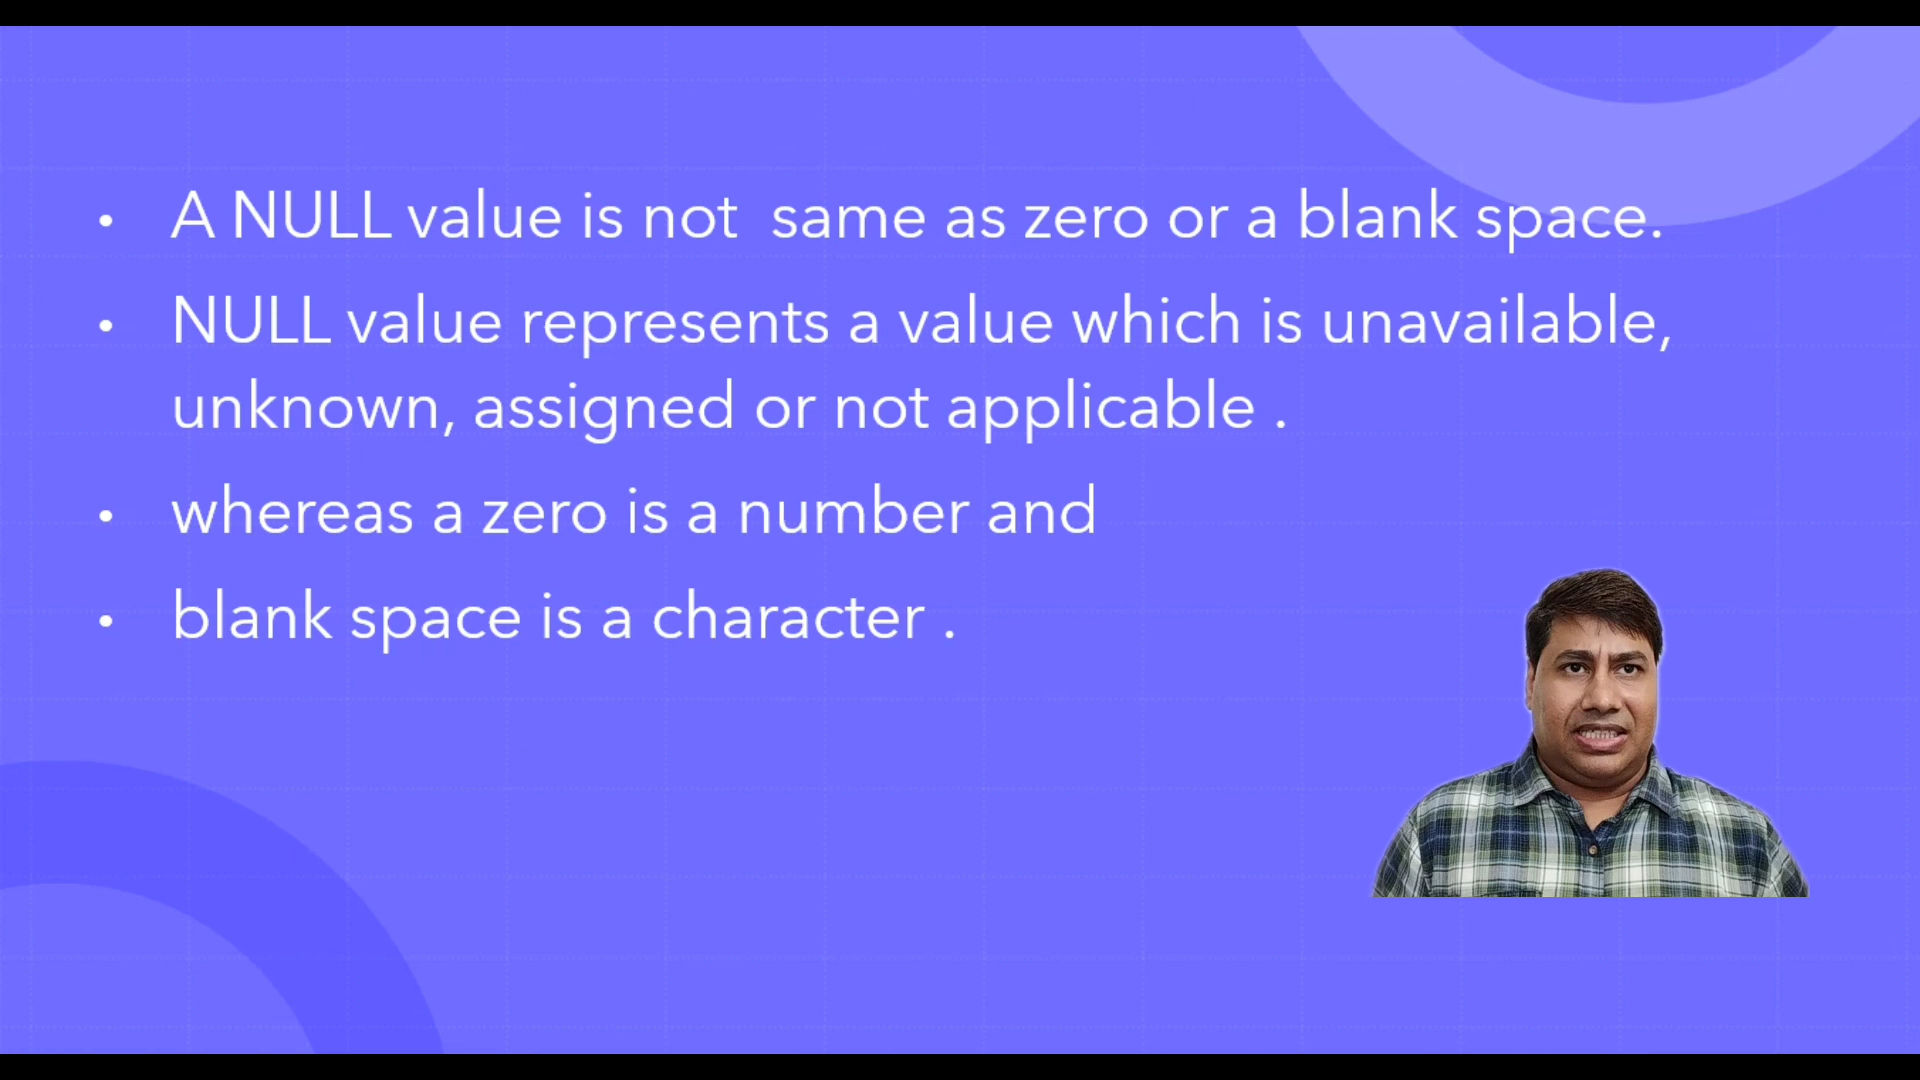 • A NULL value is not  same as zero or a blank space.
• NULL value represents a value which is unavailable,
unknown, assigned or not applicable .
• whereas a zero is a number and
• blank space is a character .